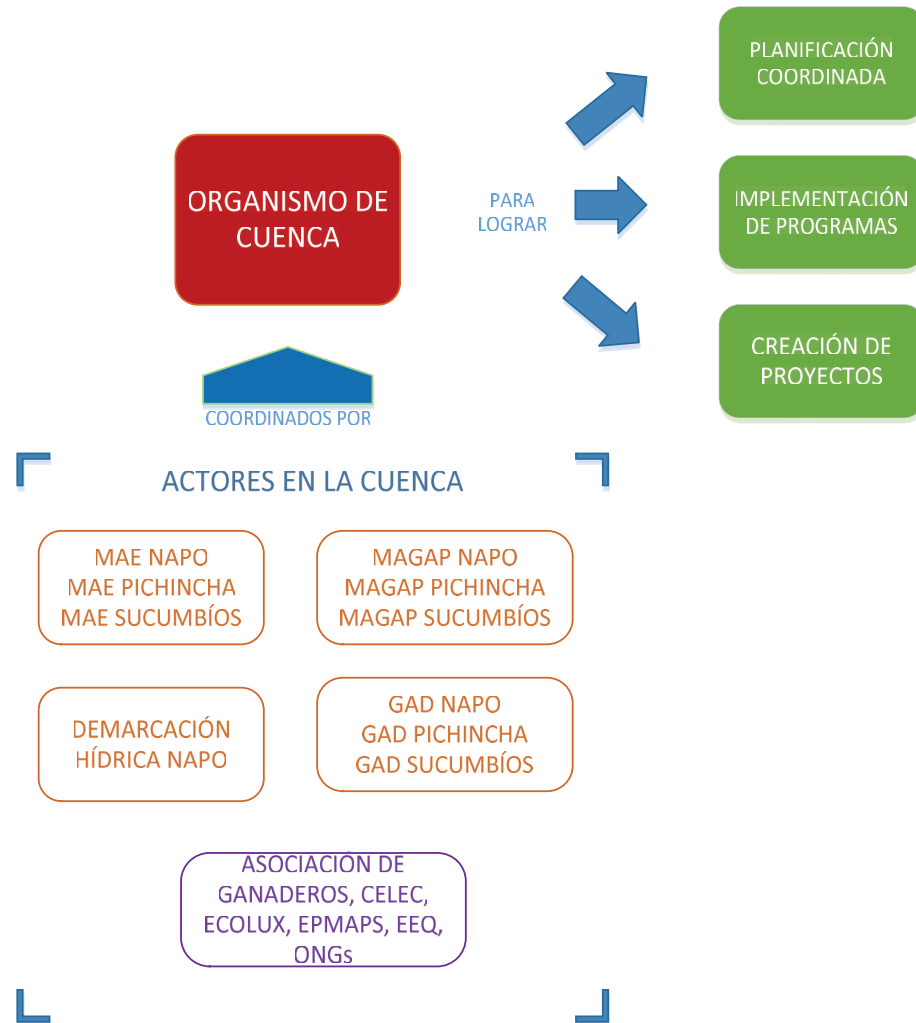 PLANIFICACIÓN
COORDINADA
ORGANISMO DE
CUENCA
PARA
LOGRAR
IMPLEMENTACIÓN
DE PROGRAMAS
CREACIÓN DE
PROYECTOS
COORDINADOS POR
ACTORES EN LA CUENCA
MAE NAPO
MAE PICHINCHA
MAE SUCUMBÍOS
MAGAP NAPO
MAGAP PICHINCHA
MAGAP SUCUMBÍOS
DEMARCACIÓN
HÍDRICA NAPO
GAD NAPO
GAD PICHINCHA
GAD SUCUMBÍOS
ASOCIACIÓN DE
GANADEROS, CELEC,
ECOLUX, EPMAPS, EEQ,
ONGs